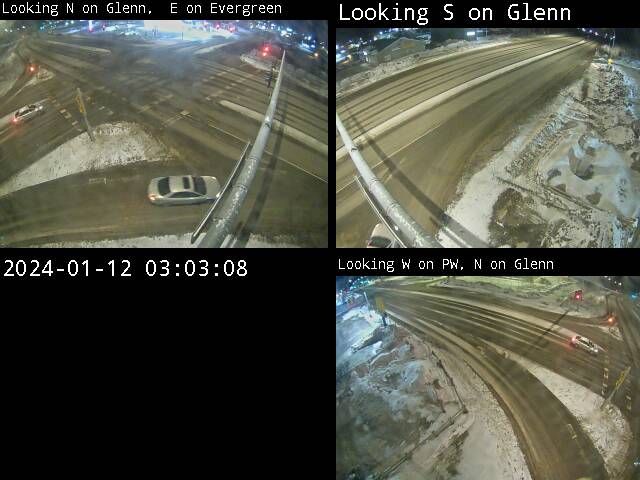 Looking N on Glenn, E on Evergreen
Looking S on Glenn
2024-01-12 03:03:08
Looking W on PW, N on Glenn